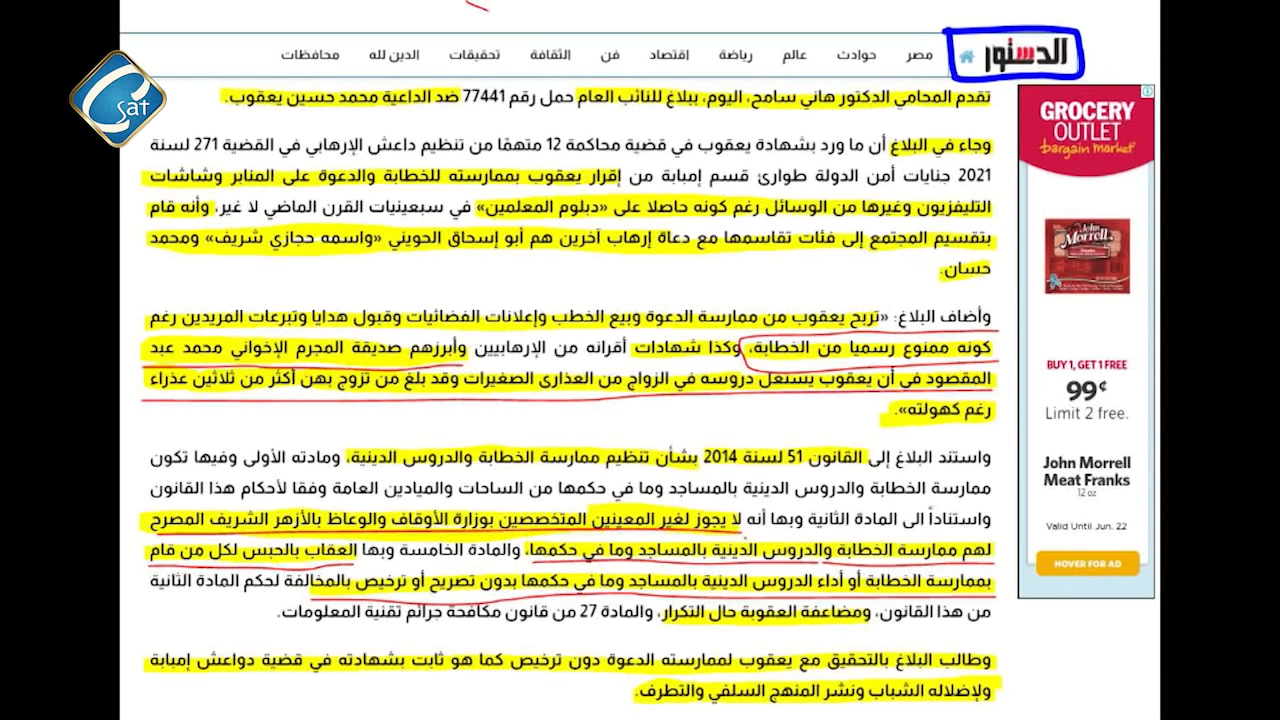 الدستور
مصر حوادث عالم رياضة اقتصاد فن الثقافة تحقيقات الدين لله محافظات
Csat
تقدم المحامي الدكتور هاني سامح، اليوم، ببلاغ للنائب العام حمل رقم 77441 ضد الداعية محمد حسين يعقوب.
وجاء في البلاغ أن ما ورد بشهادة يعقوب في قضية محاكمة 12 متهمًا من تنظيم داعش الإرهابي في القضية 271 لسنة
2021 جنايات أمن الدولة طوارئ قسم إمبابة من إقرار يعقوب بممارسته للخطابة والدعوة على المنابر وشاشات
التليفزيون وغيرها من الوسائل رغم كونه حاصلا على «دبلوم المعلمين» في سبعينيات القرن الماضي لا غير، وأنه قام
بتقسيم المجتمع إلى فئات تقاسمها مع دعاة إرهاب آخرين هم أبو إسحاق الحويني «واسمه حجازي شريف» ومحمد
حسان.
وأضاف البلاغ: «تربح يعقوب من ممارسة الدعوة وبيع الخطب وإعلانات الفضائيات وقبول هدايا وتبرعات المريدين رغم
كونه ممنوع رسميا من الخطابة، وكذا شهادات أقرانه من الإرهابيين وأبرزهم صديقة المجرم الإخواني محمد عبد
المقصود في أن يعقوب يستغل دروسه في الزواج من العذارى الصغيرات وقد بلغ من تزوج بهن أكثر من ثلاثين عذراء
رغم كهولته».
واستند البلاغ إلى القانون 51 لسنة 2014 بشأن تنظيم ممارسة الخطابة والدروس الدينية، ومادته الأولى وفيها تكون
ممارسة الخطابة والدروس الدينية بالمساجد وما في حكمها من الساحات والميادين العامة وفقا لأحكام هذا القانون
واستناداً الى المادة الثانية وبها أنه لا يجوز لغير المعينين المتخصصين بوزارة الأوقاف والوعاظ بالأزهر الشريف المصرح
لهم ممارسة الخطابة والدروس الدينية بالمساجد وما في حكمها، والمادة الخامسة وبها العقاب بالحبس لكل من قام
بممارسة الخطابة أو أداء الدروس الدينية بالمساجد وما في حكمها بدون تصريح أو ترخيص بالمخالفة لحكم المادة الثانية
من هذا القانون، ومضاعفة العقوبة حال التكرار، والمادة 27 من قانون مكافحة جرائم تقنية المعلومات.
وطالب البلاغ بالتحقيق مع يعقوب لممارسته الدعوة دون ترخيص كما هو ثابت بشهادته في قضية دواعش إمبابة
ولإضلاله الشباب ونشر المنهج السلفي والتطرف.
GROCERY
OUTLET
bargain market
John
Morrell
Franks
BUY 1, GET 1 FREE
99¢
Limit 2 free.
John Morrell
Meat Franks
12 oz
Valid Until Jun. 22
HOVER FOR AD